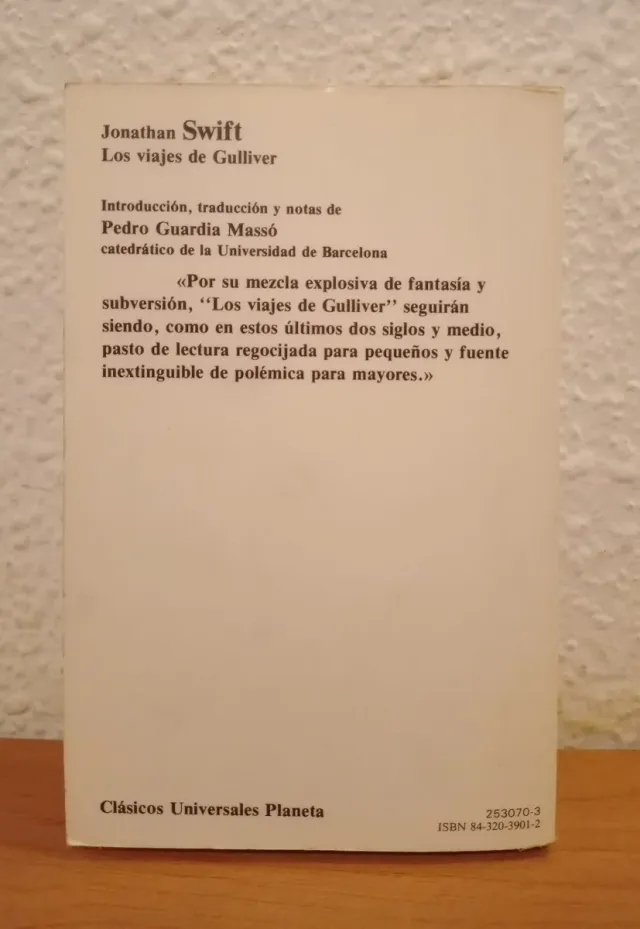 Jonathan Swift
Los viajes de Gulliver
Introducción, traducción y notas de
Pedro Guardia Massó
catedrático de la Universidad de Barcelona
«Por su mezcla explosiva de fantasía y
subversión, “Los viajes de Gulliver” seguirán
siendo, como en estos últimos dos siglos y medio,
pasto de lectura regocijada para pequeños y fuente
inextinguible de polémica para mayores.»
Clásicos Universales Planeta
253070-3
ISBN 84-320-3901-2